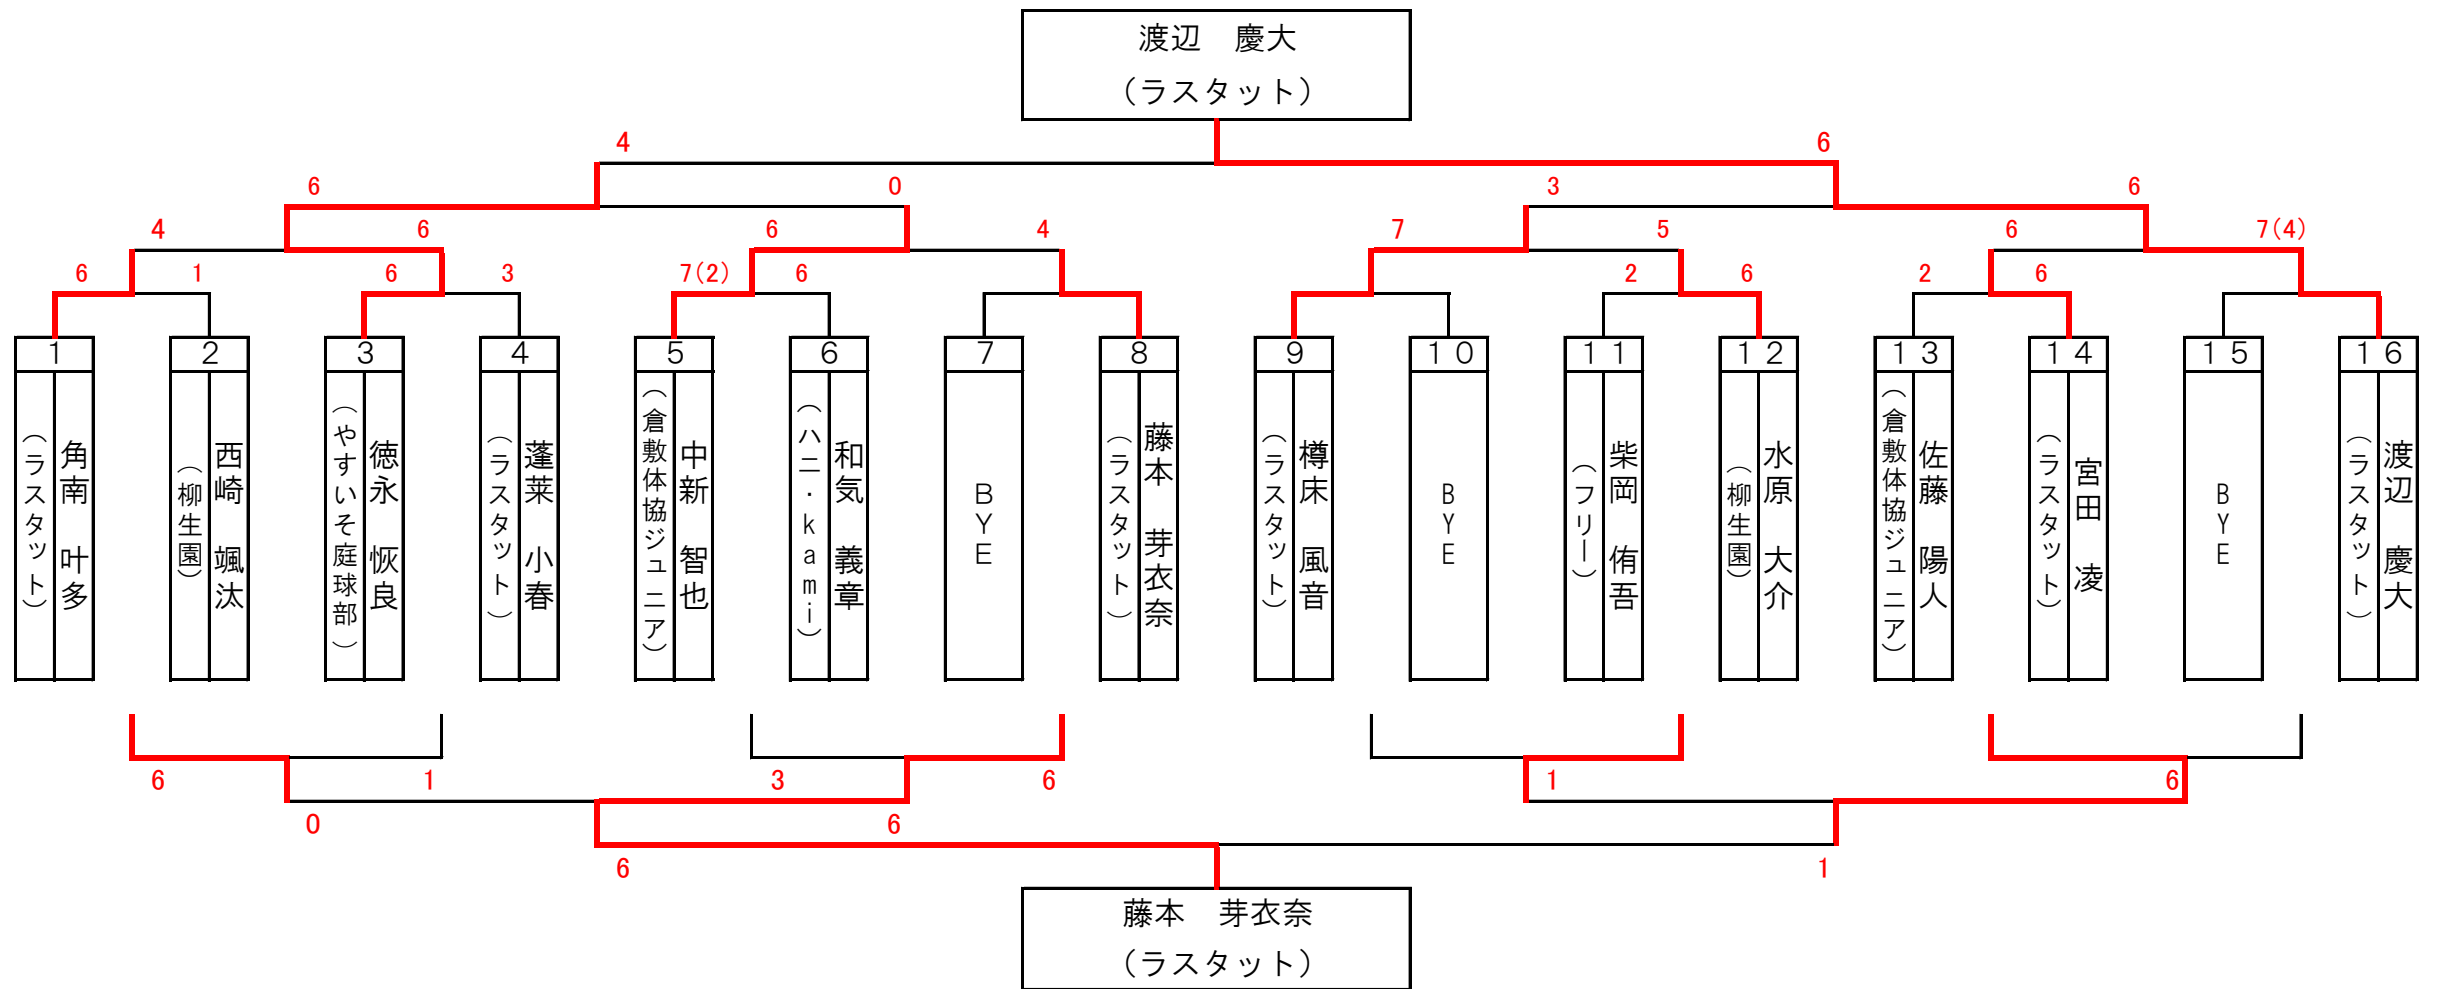 渡辺　慶大
（ラスタット）
4
6
6
0
3
6
4
6
6
4
7
5
6
7(4)
6
1
6
3
7(2)
6
2
6
2
6
1
2
3
4
5
6
7
8
9
10
11
12
13
14
15
16
角南　叶多
（ラスタット）
西崎　颯汰
（柳生園）
徳永　恢良
（やすいそ庭球部）
蓬莱　小春
（ラスタット）
中新　智也
（倉敷体協ジュニア）
和気　義章
（ハニ・kami）
BYE
藤本　芽衣奈
（ラスタット）
樽床　風音
（ラスタット）
BYE
柴岡　侑吾
（フリー）
水原　大介
（柳生園）
佐藤　陽人
（倉敷体協ジュニア）
宮田　凌
（ラスタット）
BYE
渡辺　慶大
（ラスタット）
6
1
3
6
1
6
0
6
6
1
藤本　芽衣奈
（ラスタット）